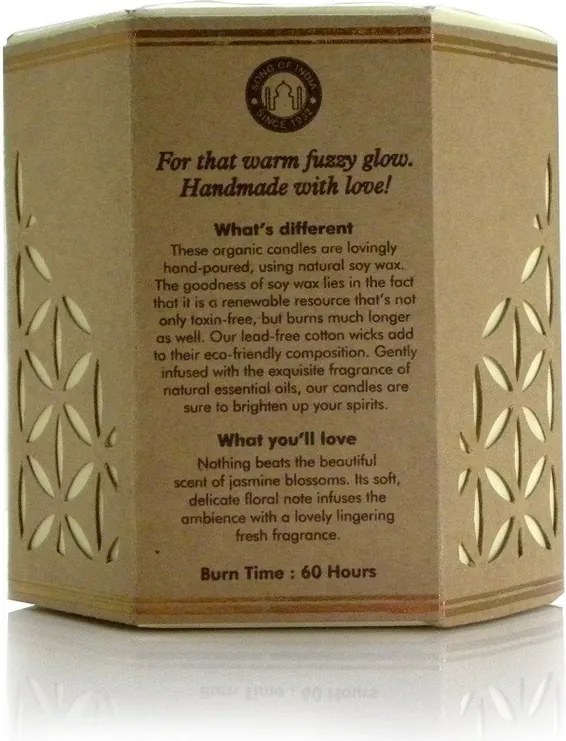 SONG OF INDIA
SINCE 1932
For that warm fuzzy glow.
Handmade with love!
What's different
These organic candles are lovingly
hand-poured, using natural soy wax.
The goodness of soy wax lies in the fact
that it is a renewable resource that's not
only toxin-free, but burns much longer
as well. Our lead-free cotton wicks add
to their eco-friendly composition. Gently
infused with the exquisite fragrance of
natural essential oils, our candles are
sure to brighten up your spirits.
What you'll love
Nothing beats the beautiful
scent of jasmine blossoms. Its soft,
delicate floral note infuses the
ambience with a lovely lingering
fresh fragrance.
Burn Time : 60 Hours